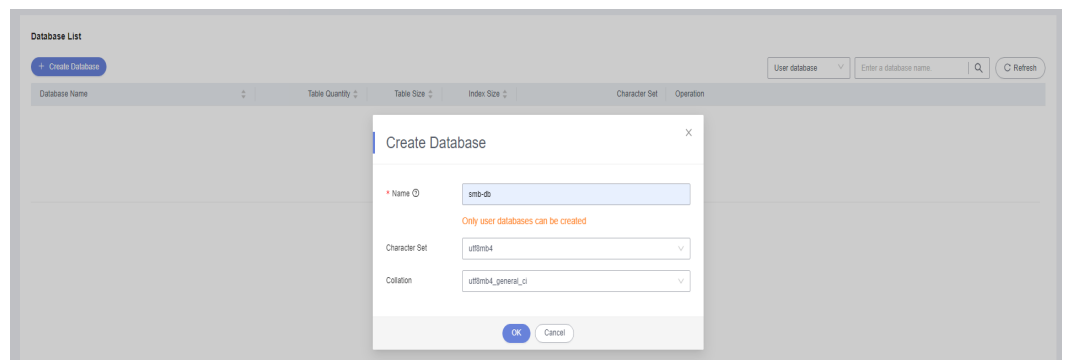 Database List
+ Create Database
User database
Enter a database name.
Refresh
Database Name Table Quantity Table Size Index Size Character Set Operation
Create Database
X
* Name
smb-db
Only user databases can be created
Character Set
utf8mb4
Collation
utf8mb4_general_ci
OK
Cancel